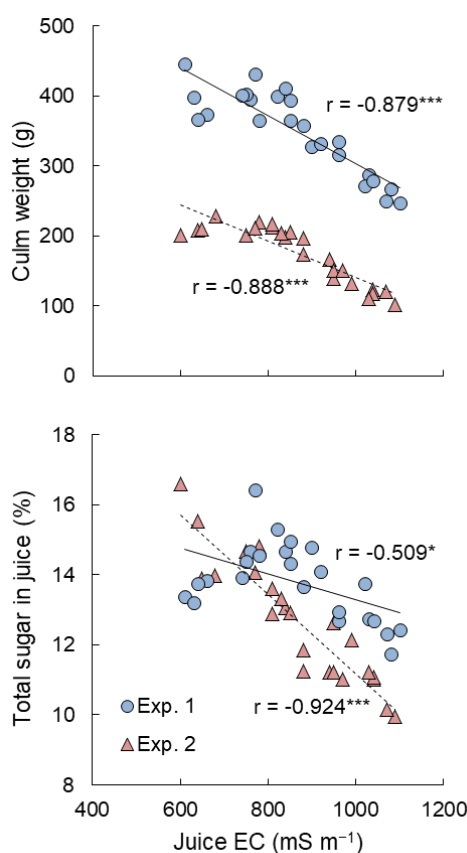 500
400
300
200
100
0
Culm weight (g)
r = -0.879***
r = -0.888***
18
16
14
12
10
8
Total sugar in juice (%)
r = -0.509*
r = -0.924***
Exp. 1
Exp. 2
400 600 800 1000 1200
Juice EC (mS m⁻¹)